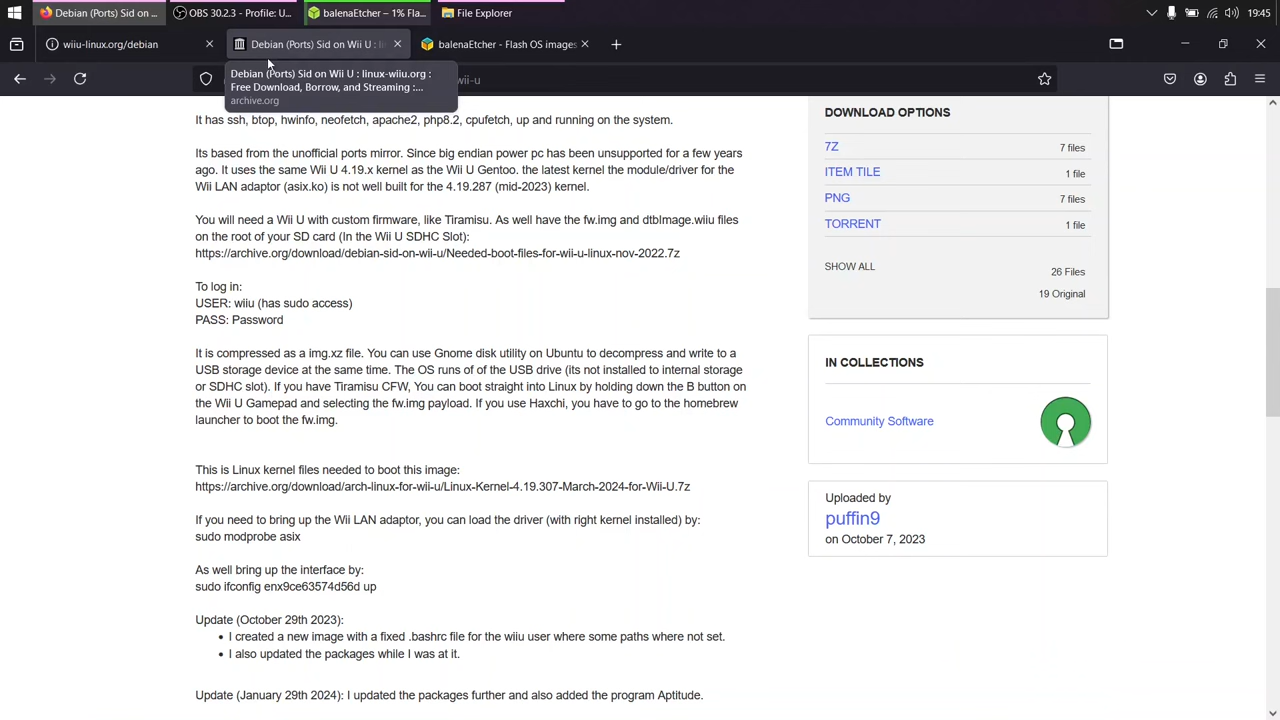 Debian (Ports) Sid on ...
OBS 30.2.3 - Profile: U...
balenaEtcher – 1% Fla...
File Explorer
19:45
wiiu-linux.org/debian
Debian (Ports) Sid on Wii U : li
balenaEtcher - Flash OS images
Debian (Ports) Sid on Wii U : linux-wiiu.org :
Free Download, Borrow, and Streaming :...
archive.org
wii-u
It has ssh, btop, hwinfo, neofetch, apache2, php8.2, cpufetch, up and running on the system.
Its based from the unofficial ports mirror. Since big endian power pc has been unsupported for a few years
ago. It uses the same Wii U 4.19.x kernel as the Wii U Gentoo. the latest kernel the module/driver for the
Wii LAN adaptor (asix.ko) is not well built for the 4.19.287 (mid-2023) kernel.
You will need a Wii U with custom firmware, like Tiramisu. As well have the fw.img and dtbImage.wiiu files
on the root of your SD card (In the Wii U SDHC Slot):
https://archive.org/download/debian-sid-on-wii-u/Needed-boot-files-for-wii-u-linux-nov-2022.7z
To log in:
USER: wiiu (has sudo access)
PASS: Password
It is compressed as a img.xz file. You can use Gnome disk utility on Ubuntu to decompress and write to a
USB storage device at the same time. The OS runs of of the USB drive (its not installed to internal storage
or SDHC slot). If you have Tiramisu CFW, You can boot straight into Linux by holding down the B button on
the Wii U Gamepad and selecting the fw.img payload. If you use Haxchi, you have to go to the homebrew
launcher to boot the fw.img.
This is Linux kernel files needed to boot this image:
https://archive.org/download/arch-linux-for-wii-u/Linux-Kernel-4.19.307-March-2024-for-Wii-U.7z
If you need to bring up the Wii LAN adaptor, you can load the driver (with right kernel installed) by:
sudo modprobe asix
As well bring up the interface by:
sudo ifconfig enx9ce63574d56d up
Update (October 29th 2023):
• I created a new image with a fixed .bashrc file for the wiiu user where some paths where not set.
• I also updated the packages while I was at it.
Update (January 29th 2024): I updated the packages further and also added the program Aptitude.
DOWNLOAD OPTIONS
7Z 7 files
ITEM TILE 1 file
PNG 7 files
TORRENT 1 file
SHOW ALL 26 Files
19 Original
IN COLLECTIONS
Community Software
Uploaded by
puffin9
on October 7, 2023